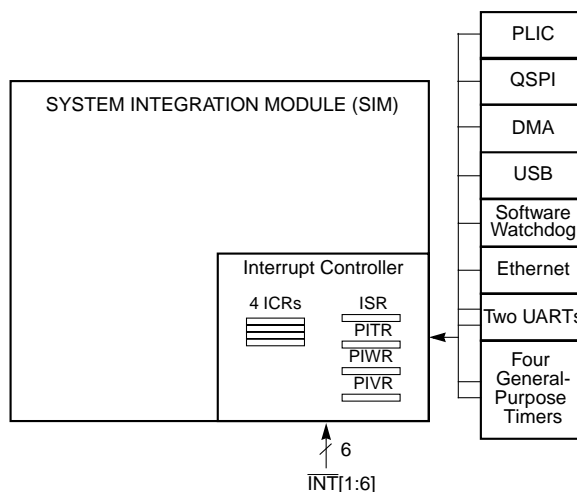 SYSTEM INTEGRATION MODULE (SIM)
Interrupt Controller
4 ICRs
ISR
PITR
PIWR
PIVR
6
INT[1:6]
PLIC
QSPI
DMA
USB
Software
Watchdog
Ethernet
Two UARTs
Four
General-
Purpose
Timers